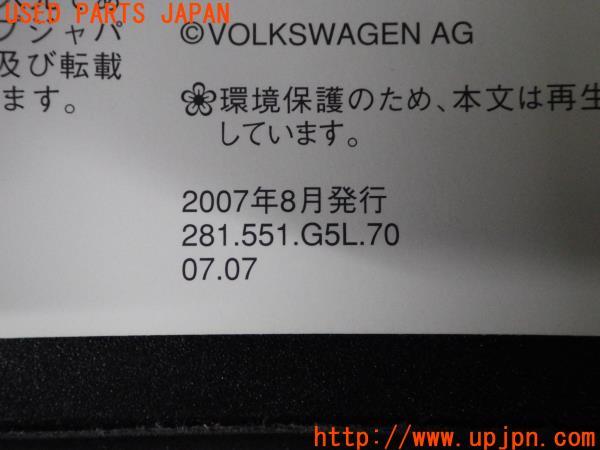 USED PARTS JAPAN
プジャパ
及び転載
ます。
©VOLKSWAGEN AG
❀環境保護のため、本文は再生
しています。
2007年8月発行
281.551.G5L.70
07.07
http://www.upjpn.com